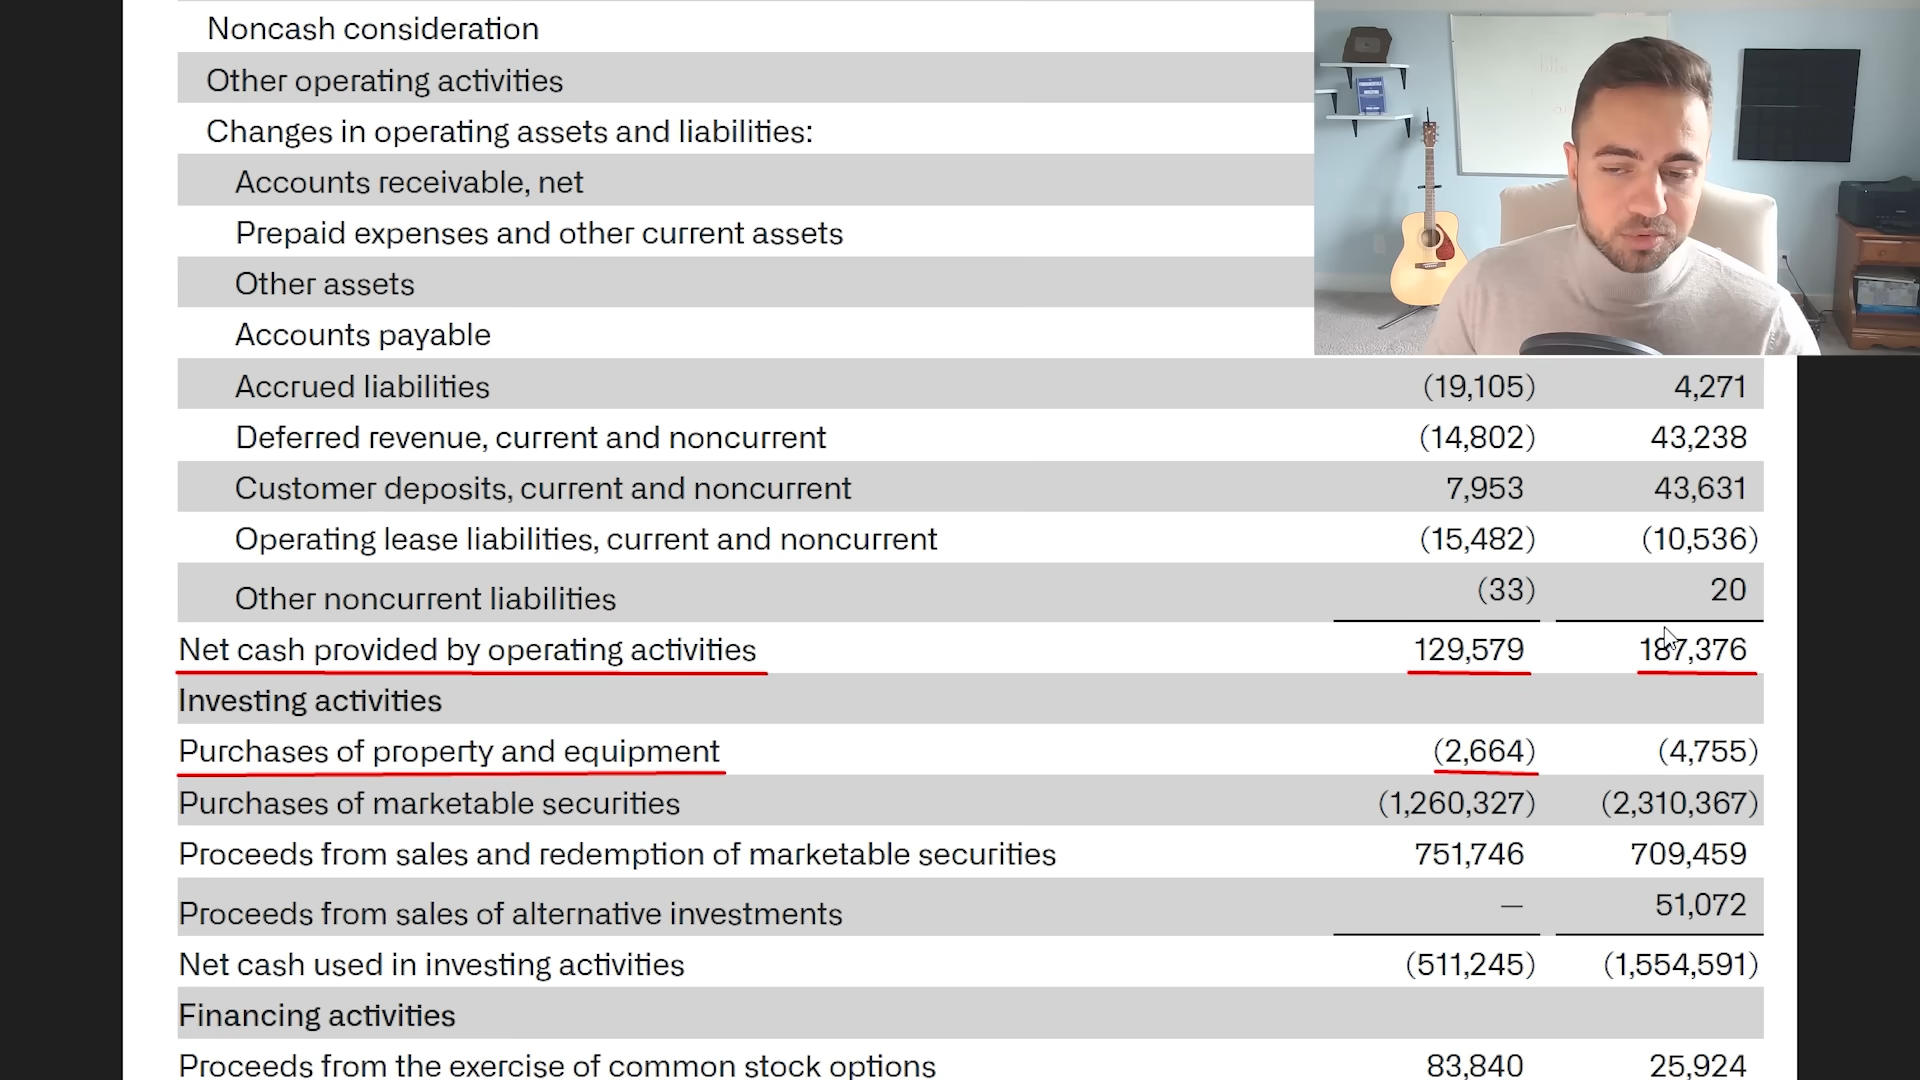 Noncash consideration
Other operating activities
Changes in operating assets and liabilities:
Accounts receivable, net
Prepaid expenses and other current assets
Other assets
Accounts payable
Accrued liabilities (19,105) 4,271
Deferred revenue, current and noncurrent (14,802) 43,238
Customer deposits, current and noncurrent 7,953 43,631
Operating lease liabilities, current and noncurrent (15,482) (10,536)
Other noncurrent liabilities (33) 20
Net cash provided by operating activities 129,579 187,376
Investing activities
Purchases of property and equipment (2,664) (4,755)
Purchases of marketable securities (1,260,327) (2,310,367)
Proceeds from sales and redemption of marketable securities 751,746 709,459
Proceeds from sales of alternative investments — 51,072
Net cash used in investing activities (511,245) (1,554,591)
Financing activities
Proceeds from the exercise of common stock options 83,840 25,924